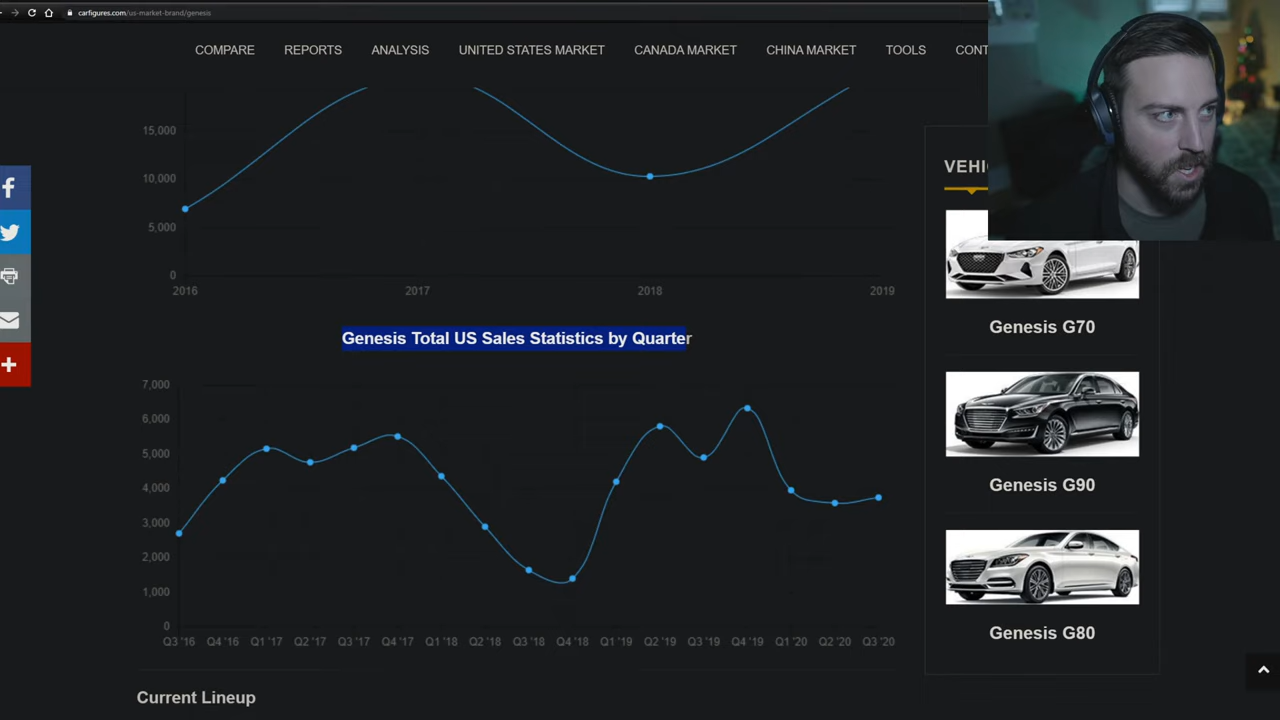 carfigures.com/us-market-brand/genesis
COMPARE REPORTS ANALYSIS UNITED STATES MARKET CANADA MARKET CHINA MARKET TOOLS CONT
15,000
10,000
5,000
0
2016 2017 2018 2019
VEHI
Genesis G70
Genesis Total US Sales Statistics by Quarter
7,000
6,000
5,000
4,000
3,000
2,000
1,000
0
Q3 '16 Q4 '16 Q1 '17 Q2 '17 Q3 '17 Q4 '17 Q1 '18 Q2 '18 Q3 '18 Q4 '18 Q1 '19 Q2 '19 Q3 '19 Q4 '19 Q1 '20 Q2 '20 Q3 '20
Genesis G90
Genesis G80
Current Lineup